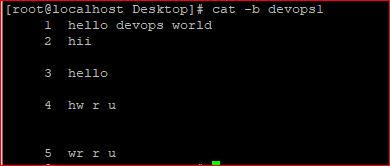 [root@localhost Desktop]# cat -b devops1
1 hello devops world
2 hii
3 hello
4 hw r u
5 wr r u